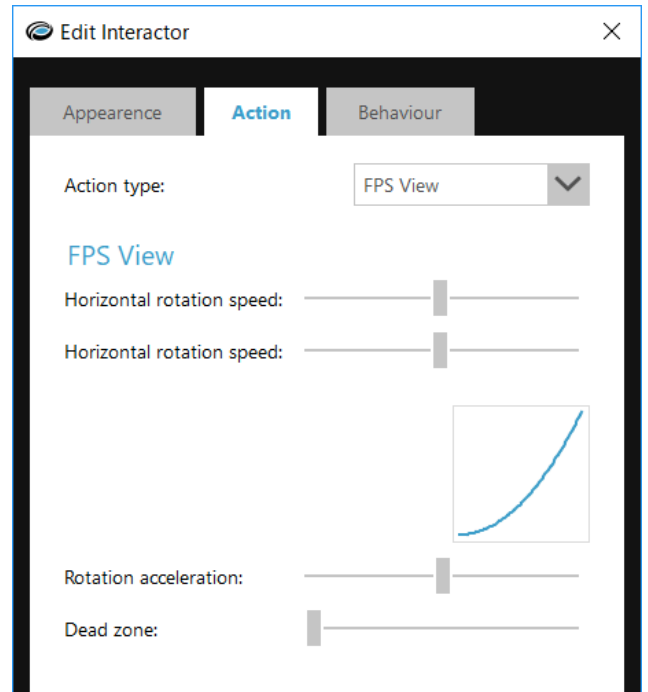 Edit Interactor
Appearence Action Behaviour
Action type: FPS View
FPS View
Horizontal rotation speed:
Horizontal rotation speed:
Rotation acceleration:
Dead zone: